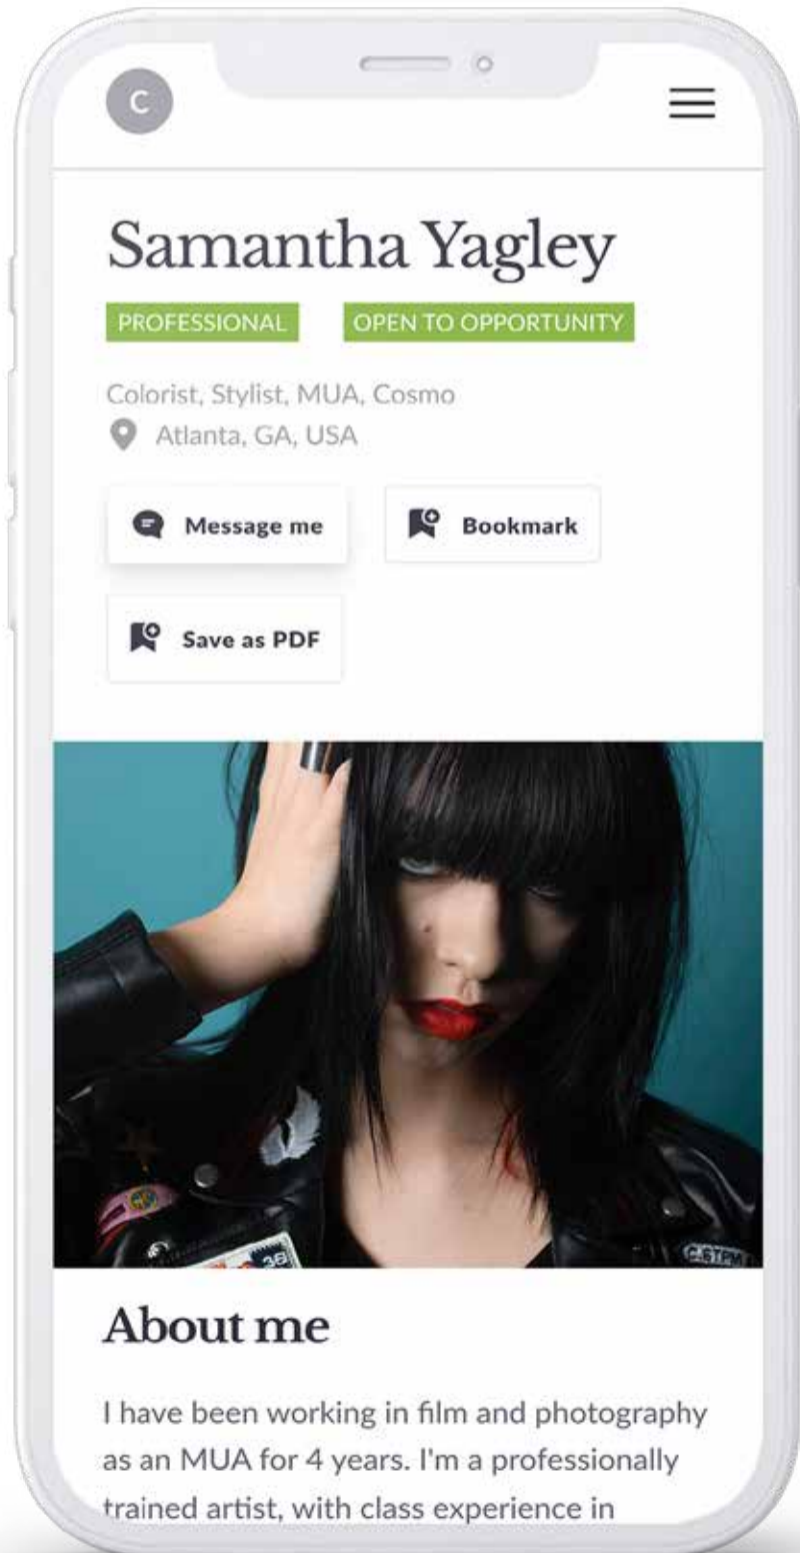 C
Samantha Yagley
PROFESSIONAL OPEN TO OPPORTUNITY
Colorist, Stylist, MUA, Cosmo
Atlanta, GA, USA
Message me Bookmark
Save as PDF
38
About me
I have been working in film and photography
as an MUA for 4 years. I'm a professionally
trained artist, with class experience in